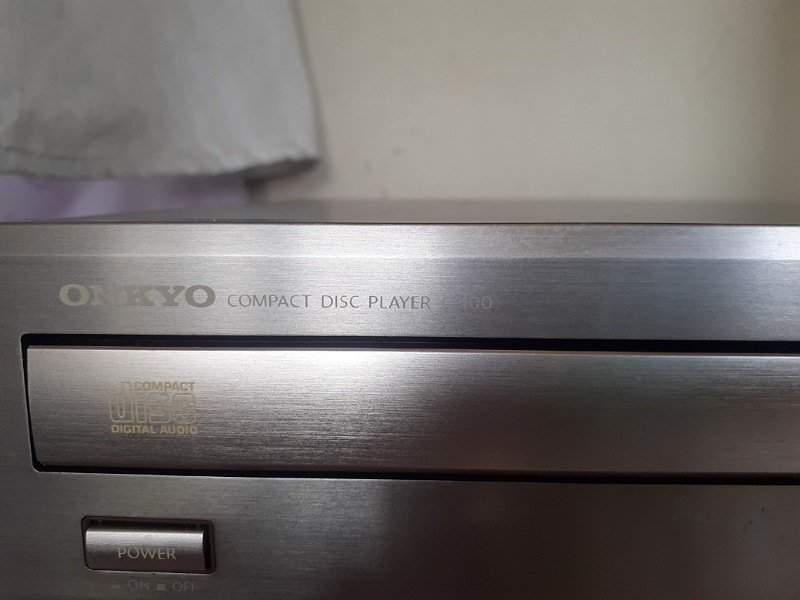 ONKYO COMPACT DISC PLAYER
COMPACT
disc
DIGITAL AUDIO
POWER
ON OFF